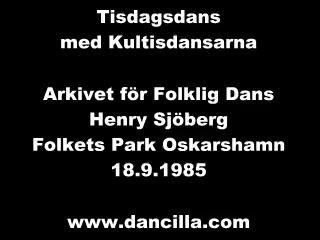 Tisdagsdans
med Kultisdansarna
Arkivet för Folklig Dans
Henry Sjöberg
Folkets Park Oskarshamn
18.9.1985
www.dancilla.com